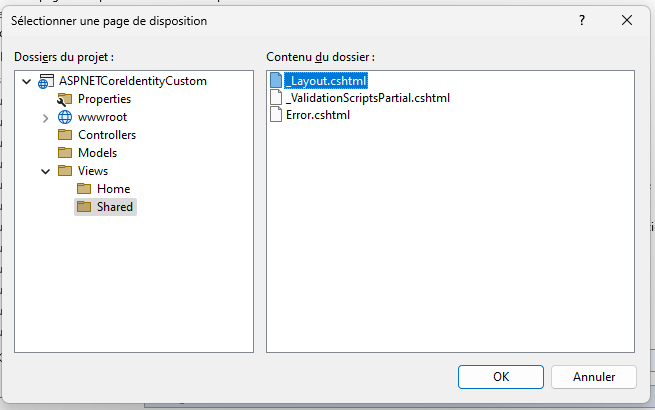 Sélectionner une page de disposition
?
Dossiers du projet :
Contenu du dossier :
ASPNETCoreIdentityCustom
Properties
wwwroot
Controllers
Models
Views
Home
Shared
_Layout.cshtml
_ValidationScriptsPartial.cshtml
Error.cshtml
OK
Annuler